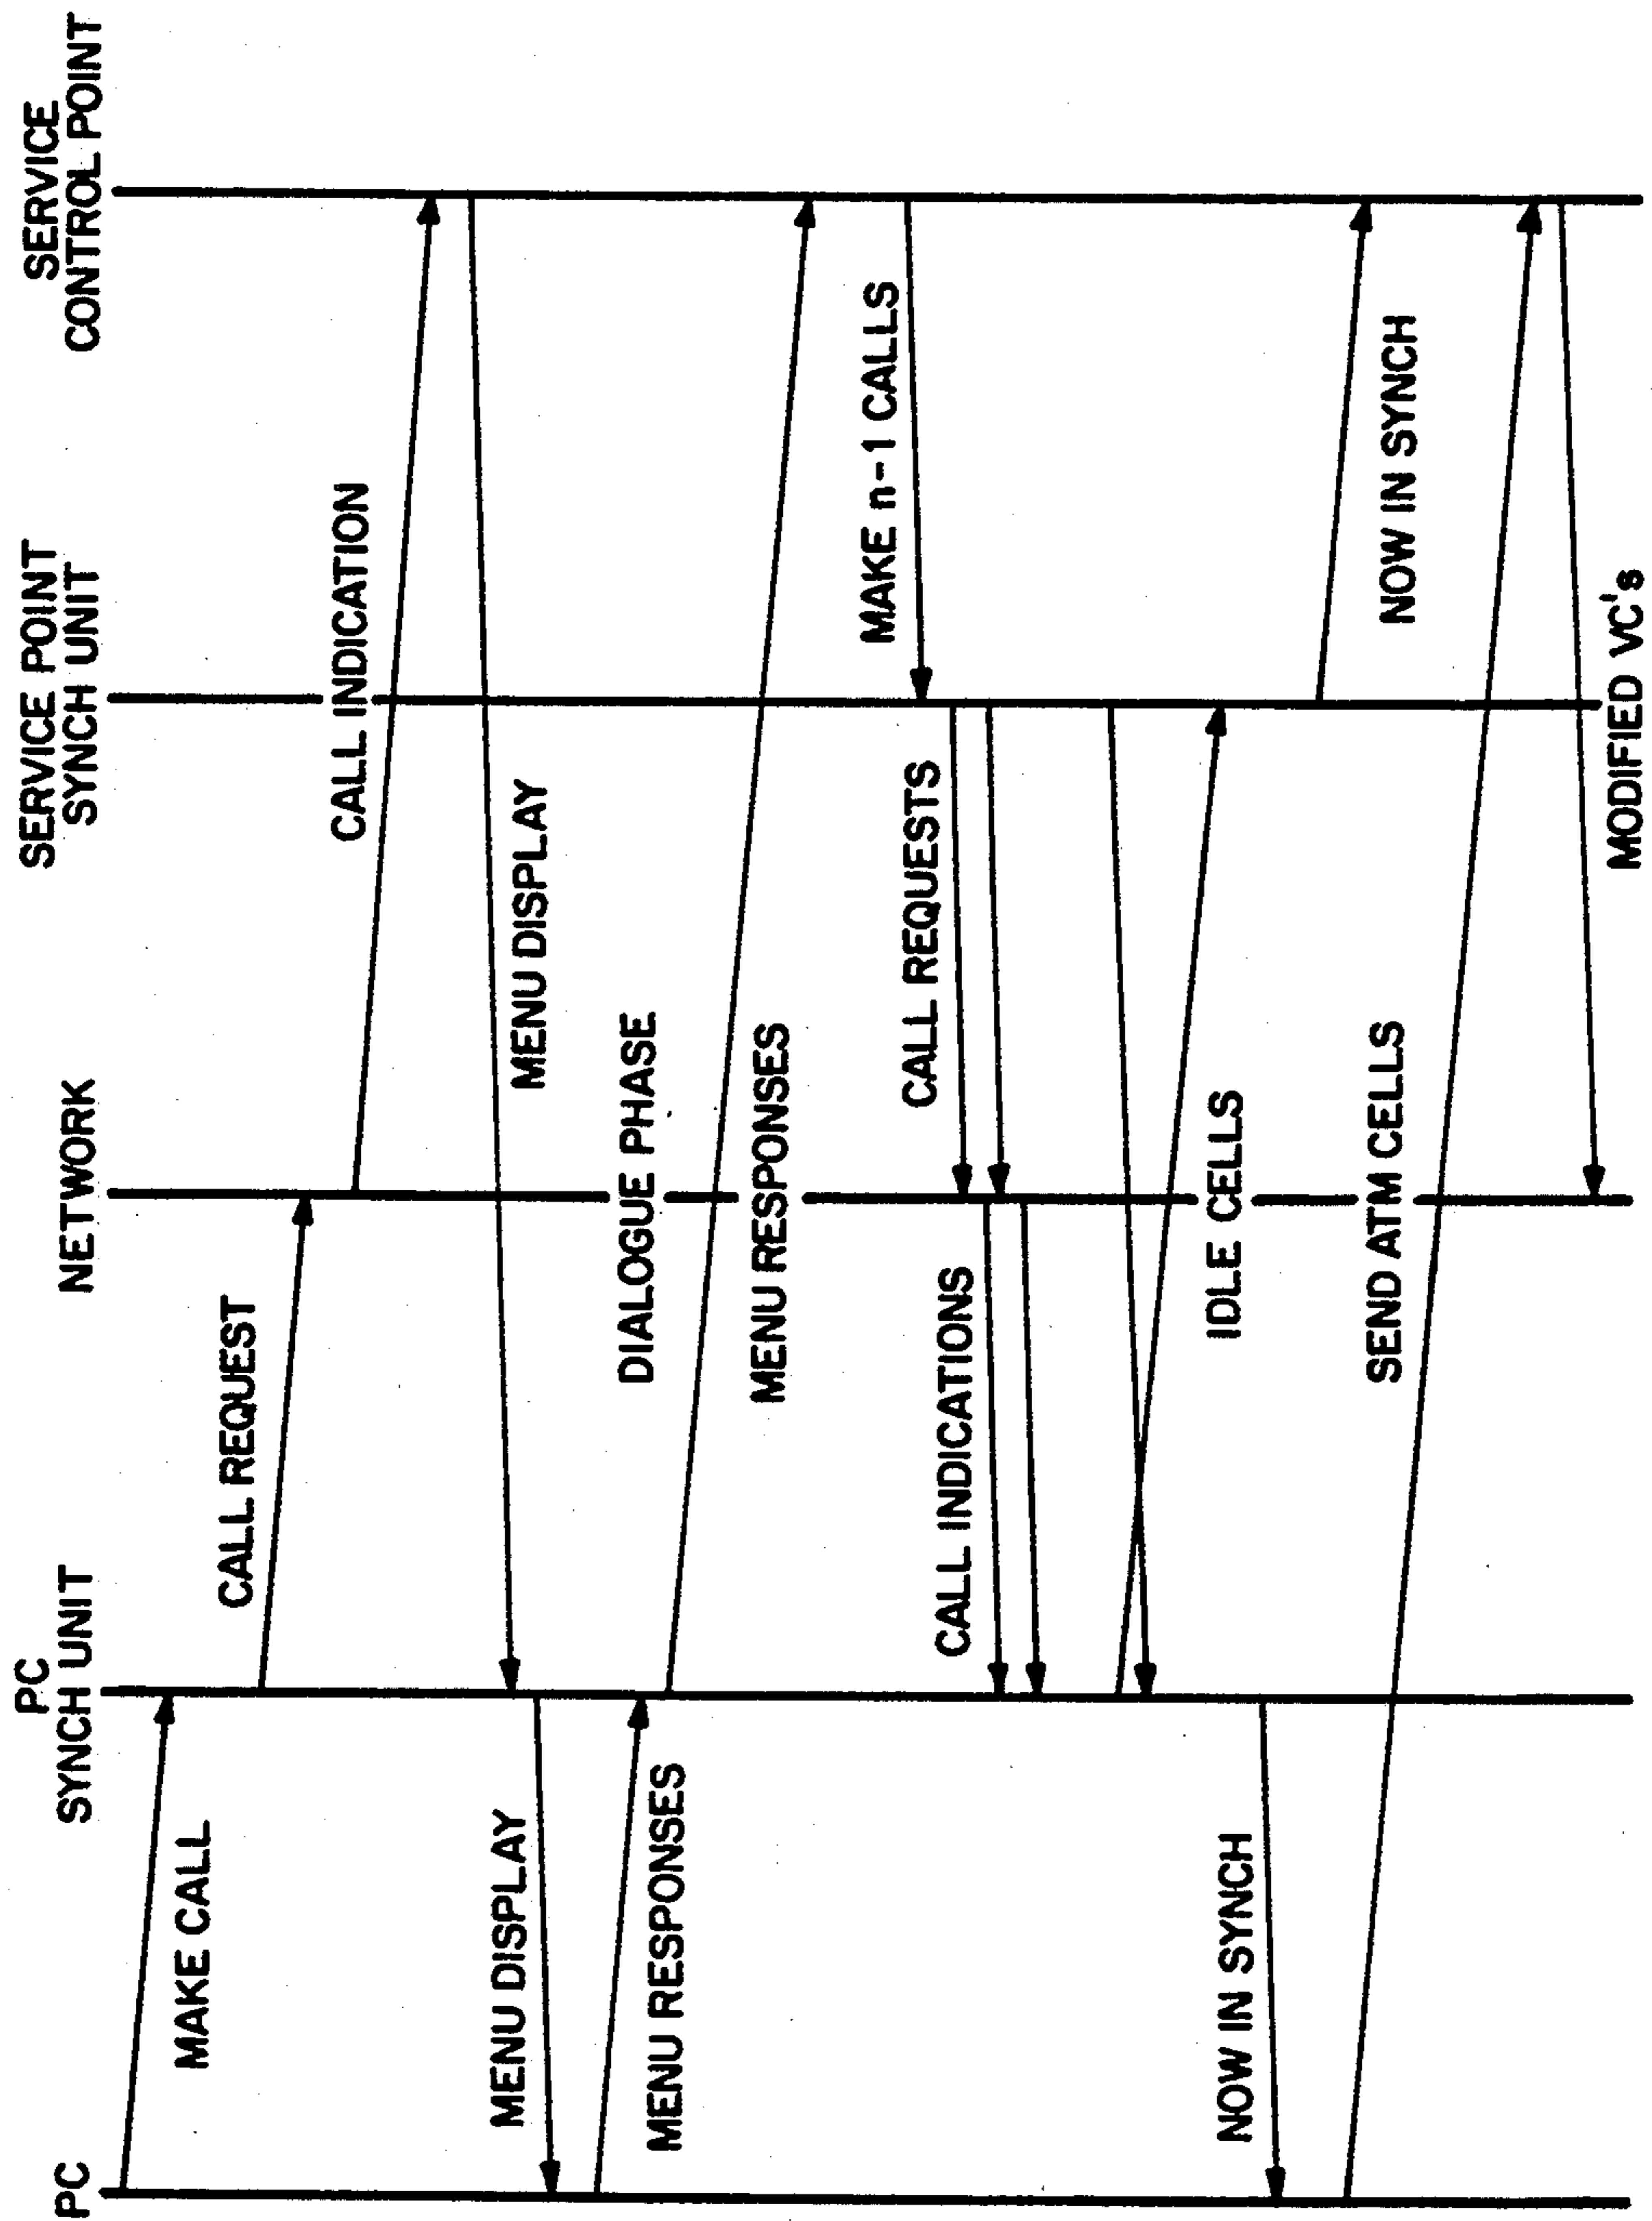 PC
PC
SYNCH UNIT
NETWORK
SERVICE POINT
SYNCH UNIT
SERVICE
CONTROL POINT
MAKE CALL
CALL REQUEST
CALL INDICATION
MENU DISPLAY
MENU DISPLAY
DIALOGUE PHASE
MENU RESPONSES
MENU RESPONSES
MAKE n-1 CALLS
CALL REQUESTS
CALL INDICATIONS
IDLE CELLS
NOW IN SYNCH
NOW IN SYNCH
SEND ATM CELLS
MODIFIED VC's